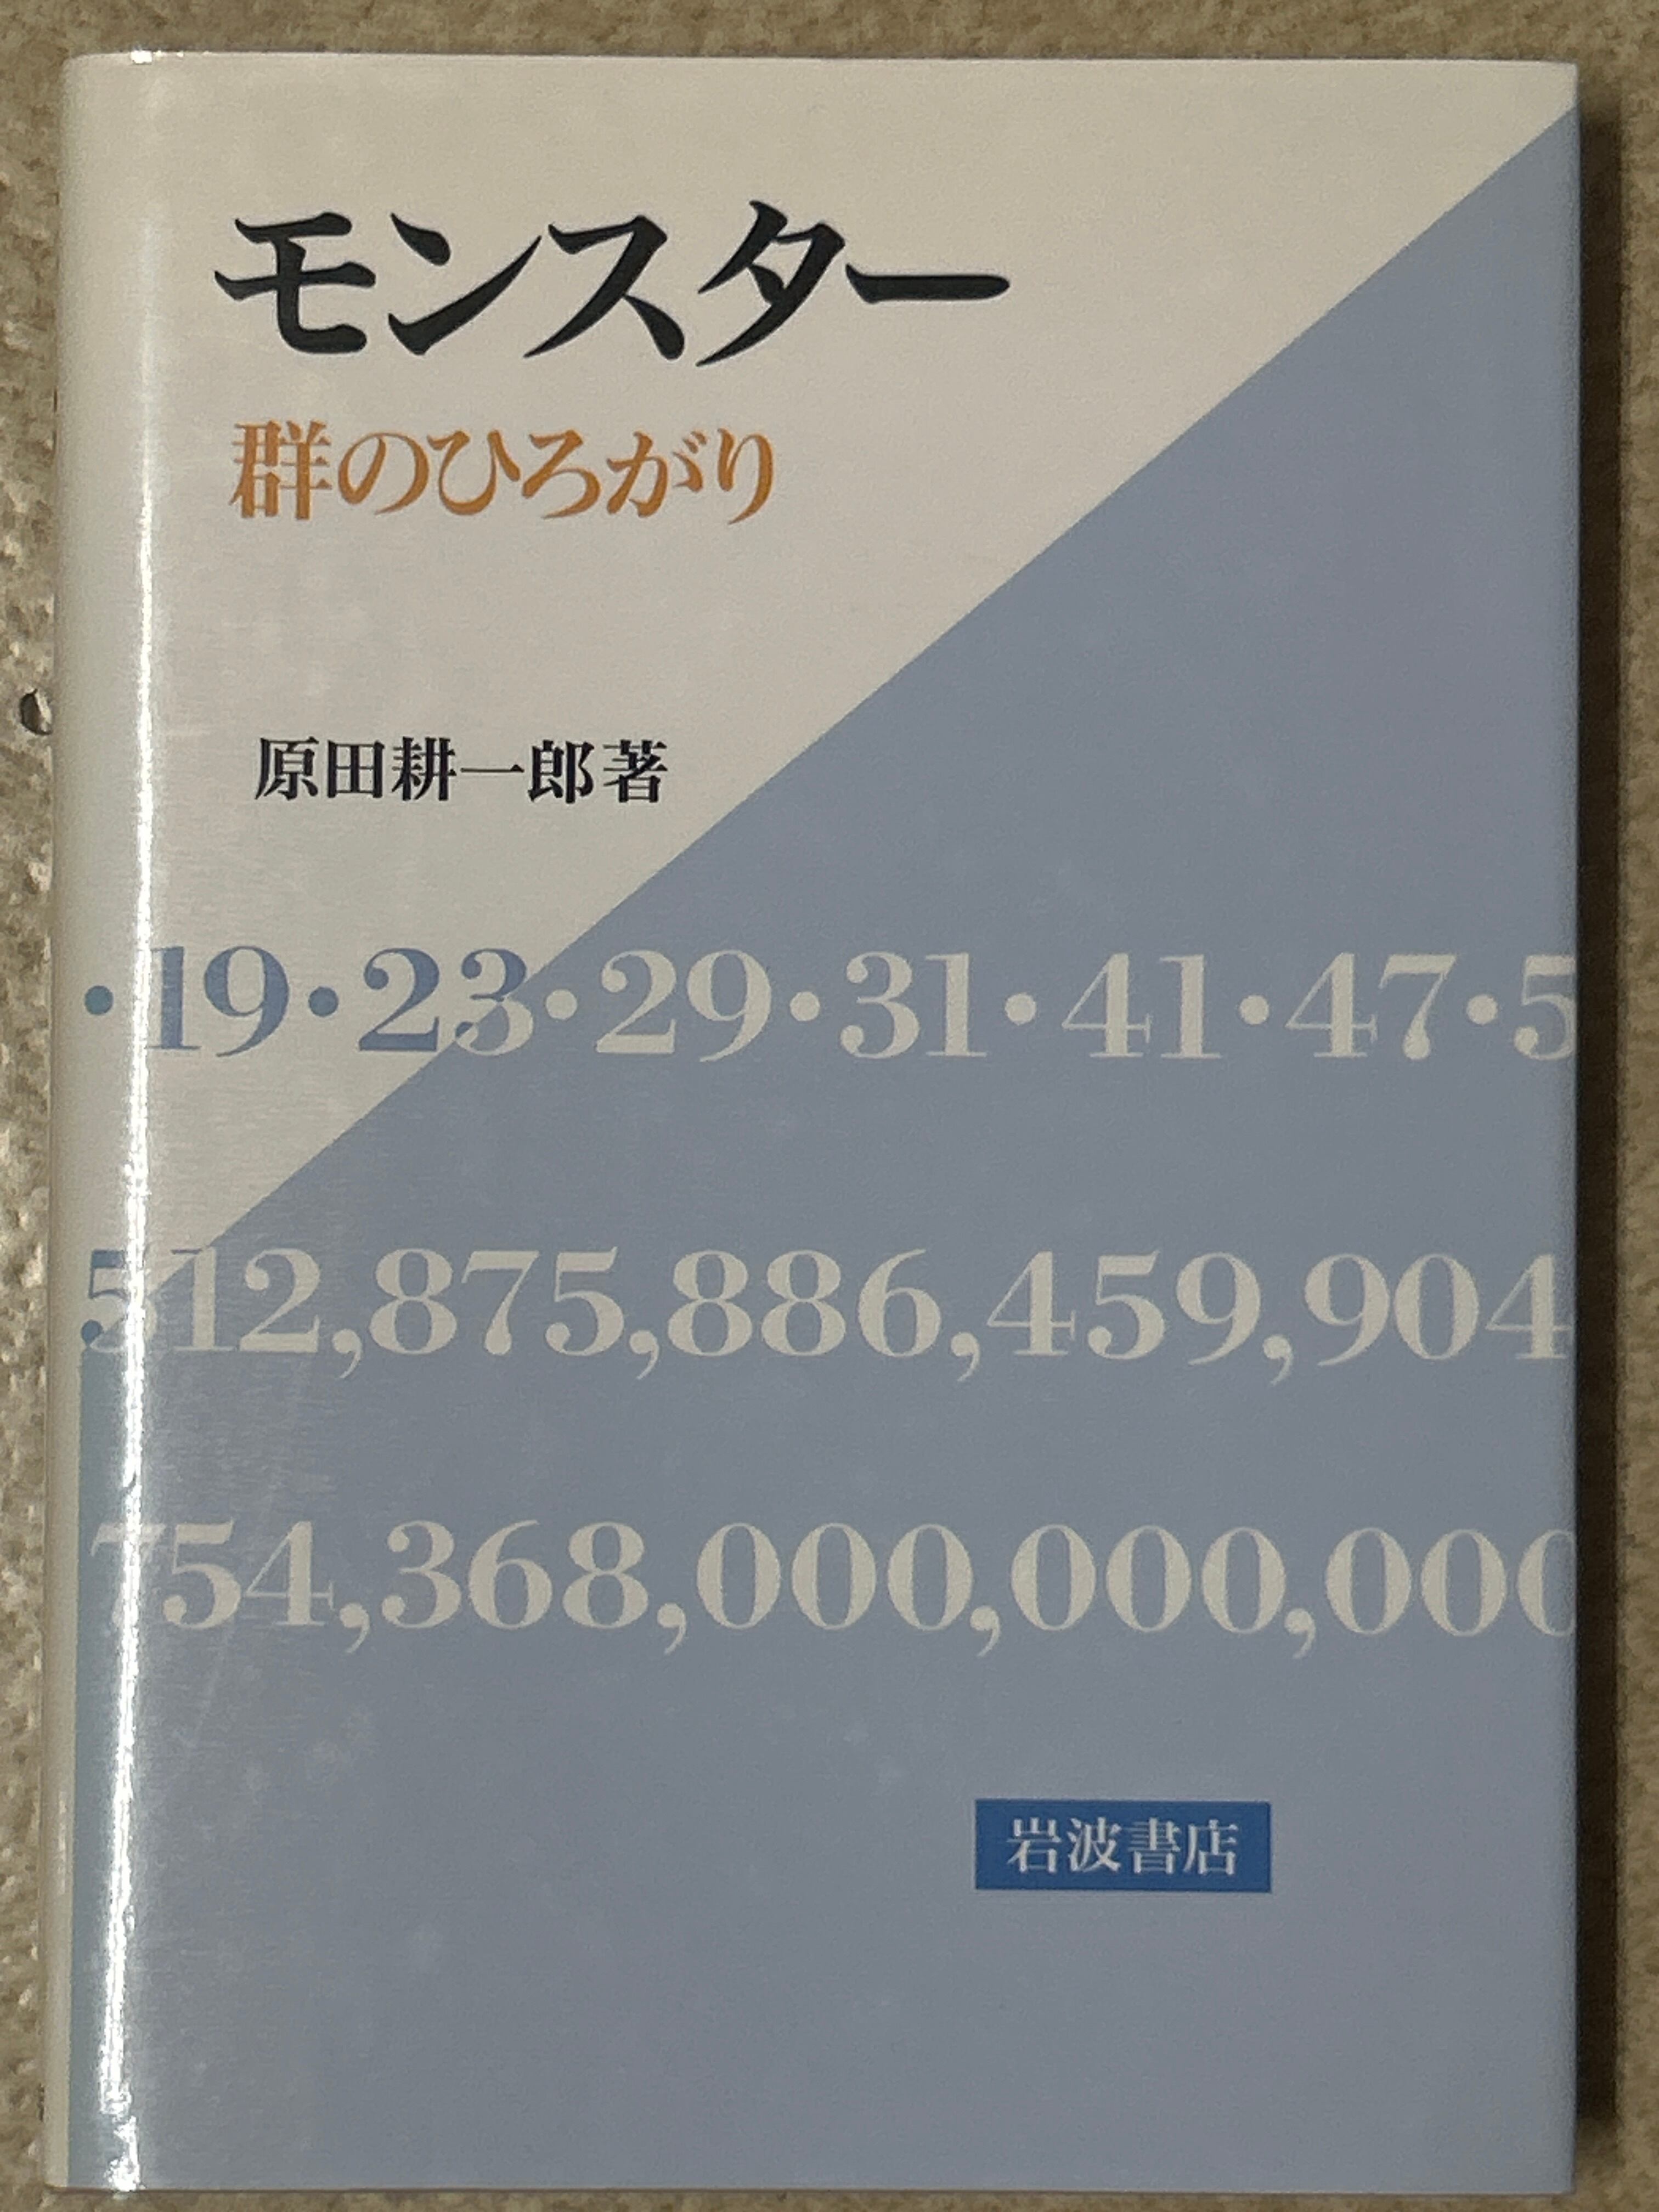 モンスター
群のひろがり
原田耕一郎著
·19·23·29·31·41·47·5
512,875,886,459,904
754,368,000,000,000
岩波書店